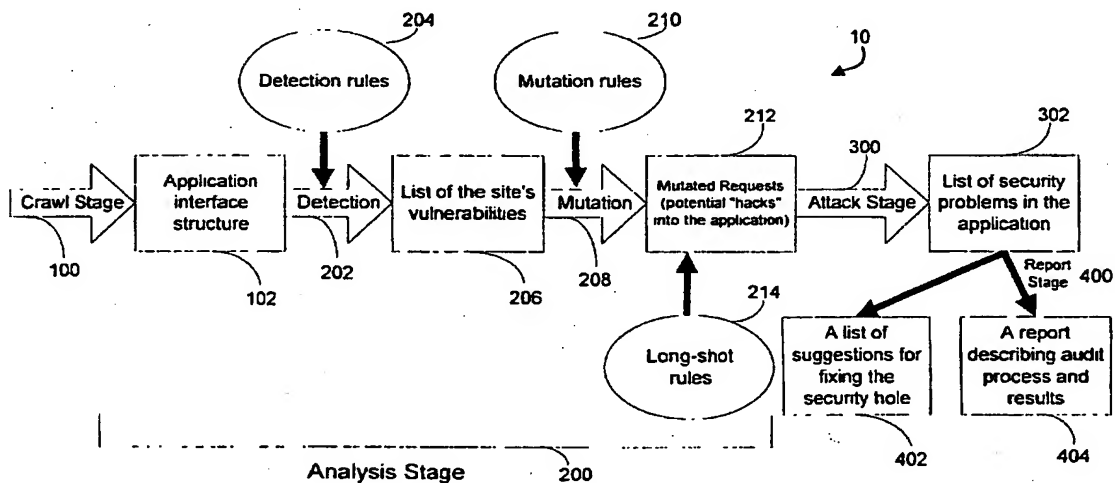 204
210
10
Detection rules
Mutation rules
212
302
300
Crawl Stage
Application
interface
structure
Detection
List of the site's
vulnerabilities
Mutation
Mutated Requests
(potential "hacks"
into the application)
Attack Stage
List of security
problems in the
application
100
102
202
206
208
Report
Stage
400
214
Long-shot
rules
A list of
suggestions for
fixing the
security hole
A report
describing audit
process and
results
402
404
Analysis Stage
200